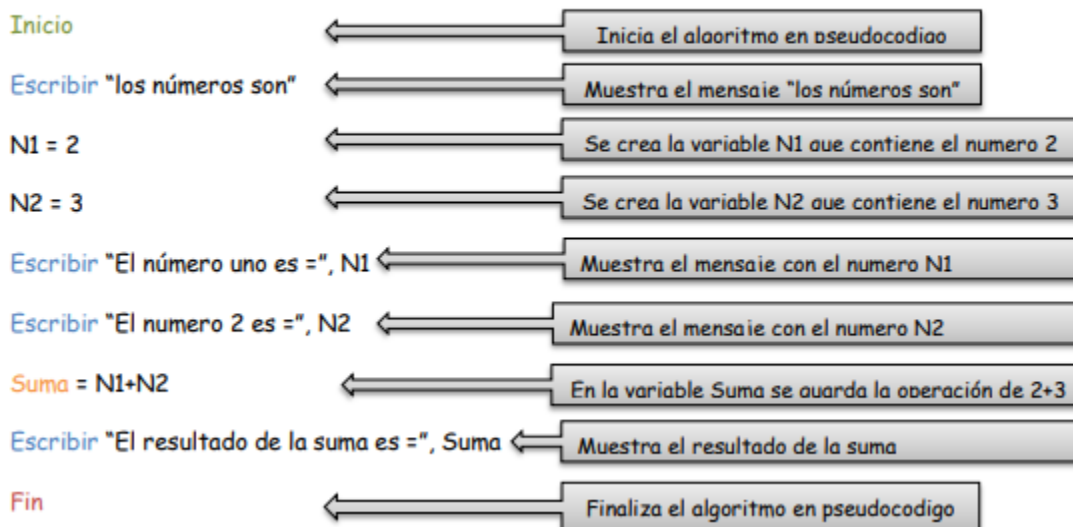 Inicio
Inicia el algoritmo en pseudocodigo
Escribir “los números son”
Muestra el mensaje “los números son”
N1 = 2
Se crea la variable N1 que contiene el numero 2
N2 = 3
Se crea la variable N2 que contiene el numero 3
Escribir “El número uno es =”, N1
Muestra el mensaje con el numero N1
Escribir “El numero 2 es =”, N2
Muestra el mensaje con el numero N2
Suma = N1+N2
En la variable Suma se guarda la operación de 2+3
Escribir “El resultado de la suma es =”, Suma
Muestra el resultado de la suma
Fin
Finaliza el algoritmo en pseudocodigo